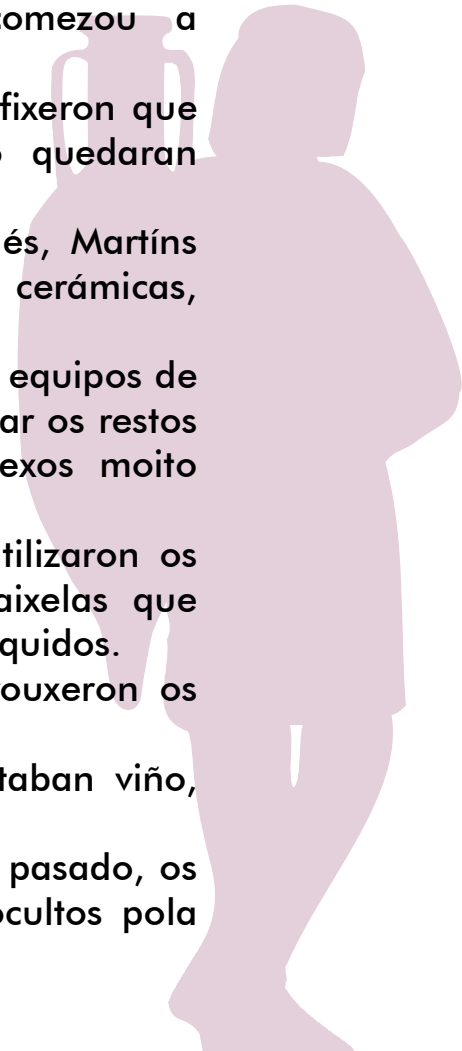 comezou a
fixeron que
quedaran
és, Martíns
cerámicas,
equipos de
ar os restos
exos moito
tilizaron os
aixelas que
quidos.
ouxeron os
taban viño,
pasado, os
ocultos pola